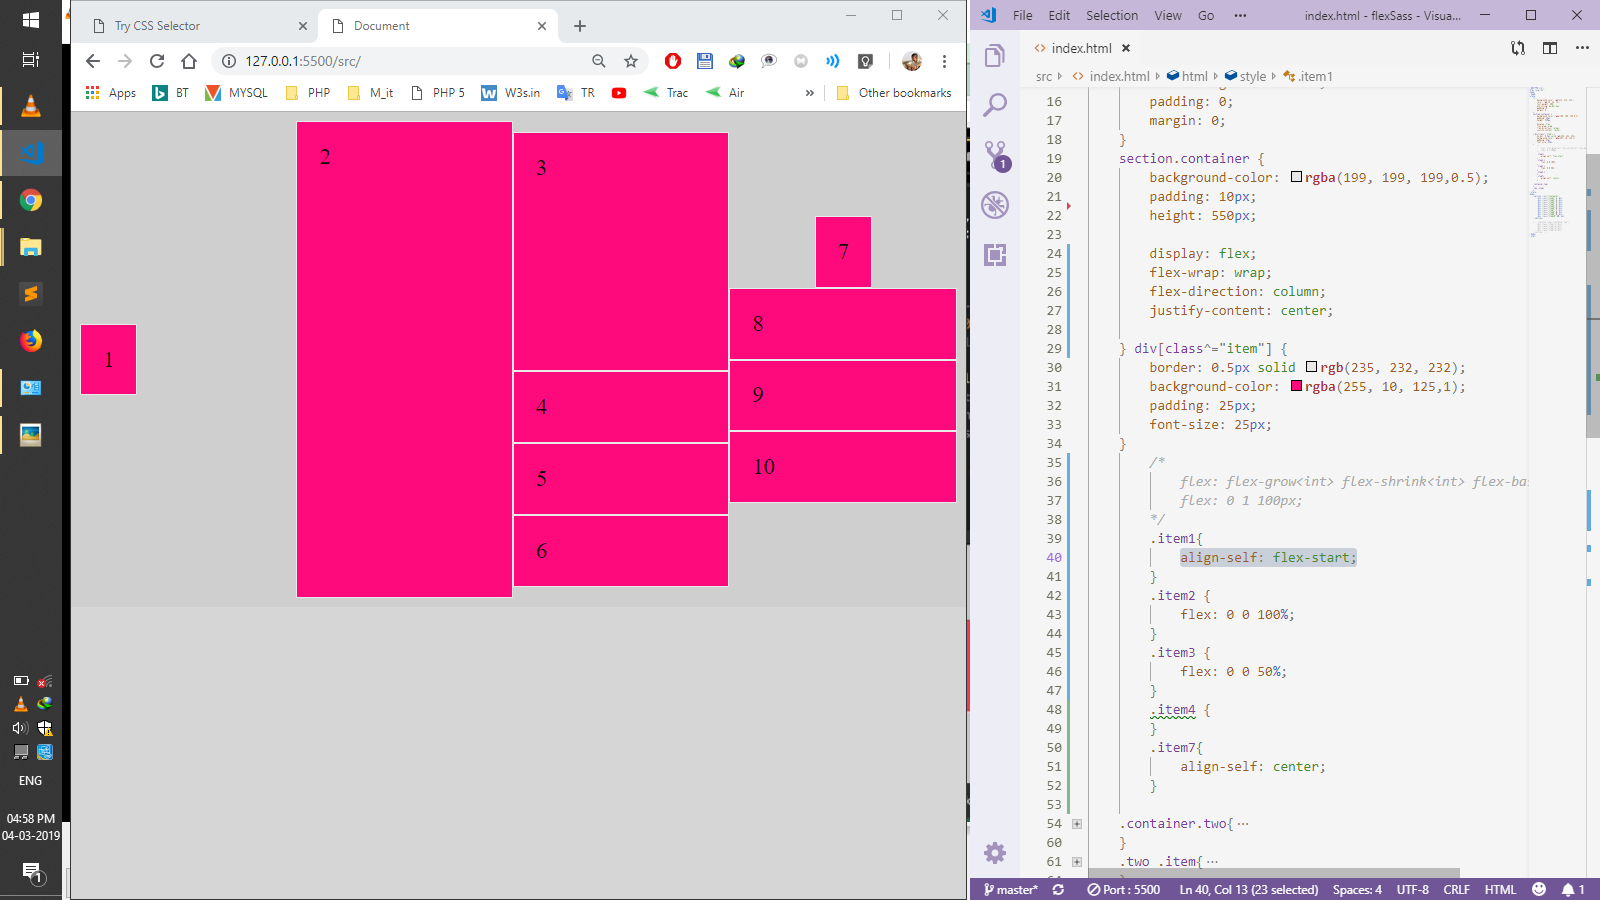 Try CSS Selector
Document
127.0.0.1:5500/src/
Apps
BT
MYSQL
PHP
M_it
PHP 5
W3s.in
TR
Trac
Air
»
Other bookmarks
1
2
3
4
5
6
7
8
9
10
ENG
04:58 PM
04-03-2019
1
File Edit Selection View Go ••• index.html - flexSass - Visua...
index.html
src index.html html style .item1
1
16 padding: 0;
17 margin: 0;
18 }
19 section.container {
20 background-color: rgba(199, 199, 199,0.5);
21 padding: 10px;
22 height: 550px;
23
24 display: flex;
25 flex-wrap: wrap;
26 flex-direction: column;
27 justify-content: center;
28
29 } div[class^="item"] {
30 border: 0.5px solid rgb(235, 232, 232);
31 background-color: rgba(255, 10, 125,1);
32 padding: 25px;
33 font-size: 25px;
34 }
35 /*
36 flex: flex-grow<int> flex-shrink<int> flex-ba
37 flex: 0 1 100px;
38 */
39 .item1{
40 align-self: flex-start;
41 }
42 .item2 {
43 flex: 0 0 100%;
44 }
45 .item3 {
46 flex: 0 0 50%;
47 }
48 .item4 {
49 }
50 .item7{
51 align-self: center;
52 }
53
54 .container.two{ ···
60 }
61 .two .item{ ···
master* Port : 5500 Ln 40, Col 13 (23 selected) Spaces: 4 UTF-8 CRLF HTML 1